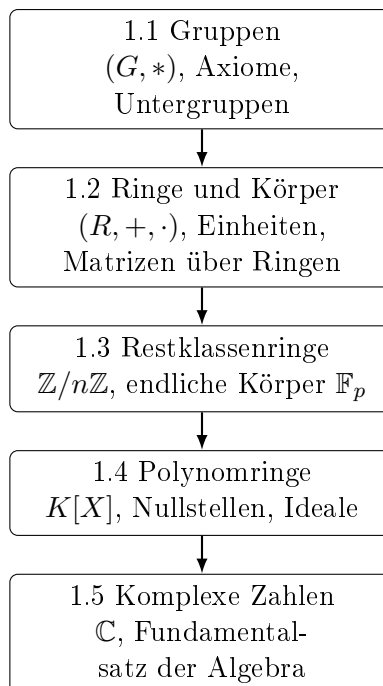 1.1 Gruppen
(G, ∗), Axiome,
Untergruppen
1.2 Ringe und Körper
(R, +, ·), Einheiten,
Matrizen über Ringen
1.3 Restklassenringe
ℤ/nℤ, endliche Körper 𝔽ₚ
1.4 Polynomringe
K[X], Nullstellen, Ideale
1.5 Komplexe Zahlen
ℂ, Fundamental-
satz der Algebra